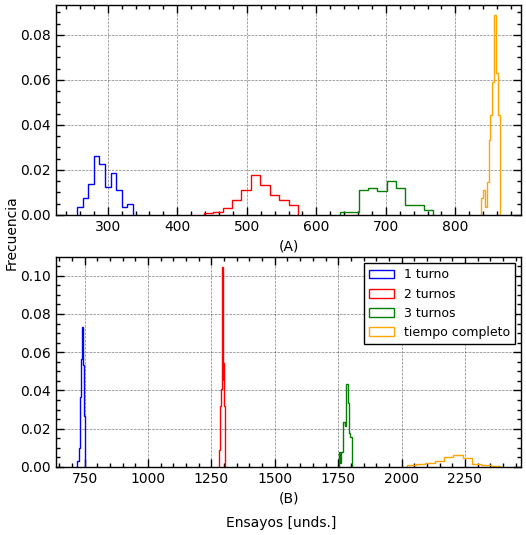 0.08
0.06
0.04
0.02
0.00
300 400 500 600 700 800
(A)
Frecuencia
0.10
0.08
0.06
0.04
0.02
0.00
1 turno
2 turnos
3 turnos
tiempo completo
750 1000 1250 1500 1750 2000 2250
(B)
Ensayos [unds.]